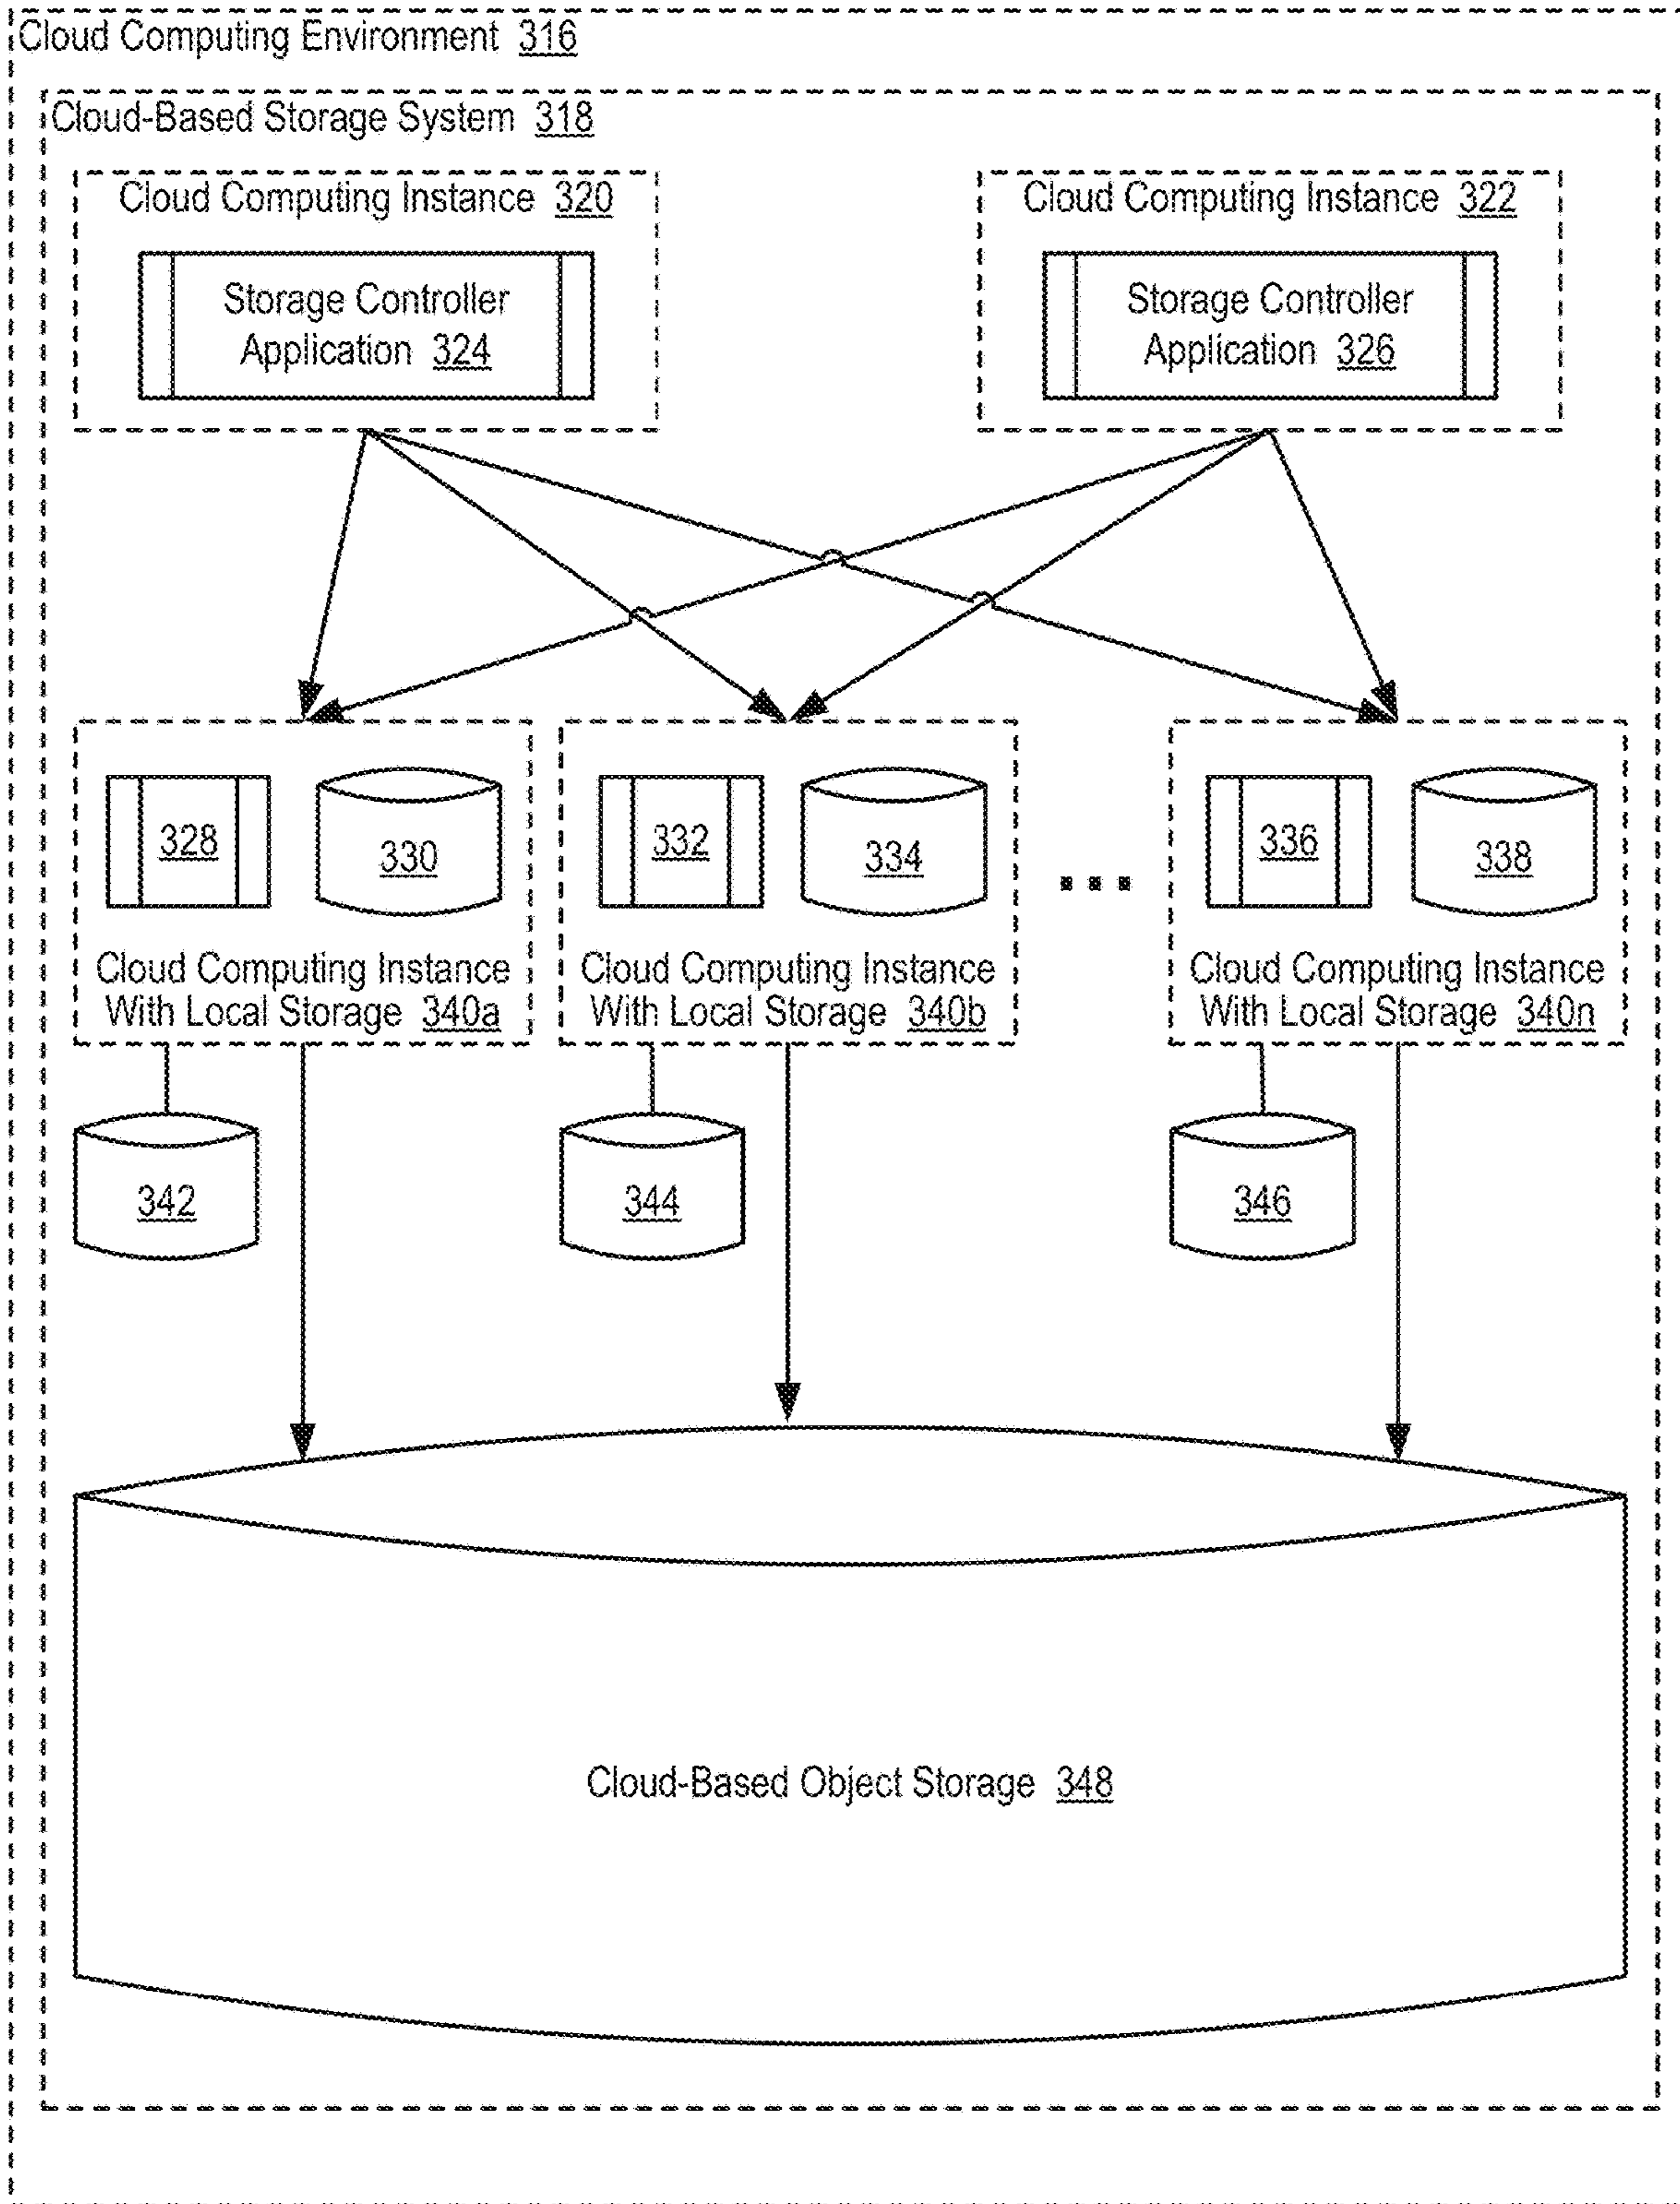 Cloud Computing Environment 316
Cloud-Based Storage System 318
Cloud Computing Instance 320
Storage Controller
Application 324
Cloud Computing Instance 322
Storage Controller
Application 326
328
330
Cloud Computing Instance
With Local Storage 340a
332
334
Cloud Computing Instance
With Local Storage 340b
...
336
338
Cloud Computing Instance
With Local Storage 340n
342
344
346
Cloud-Based Object Storage 348